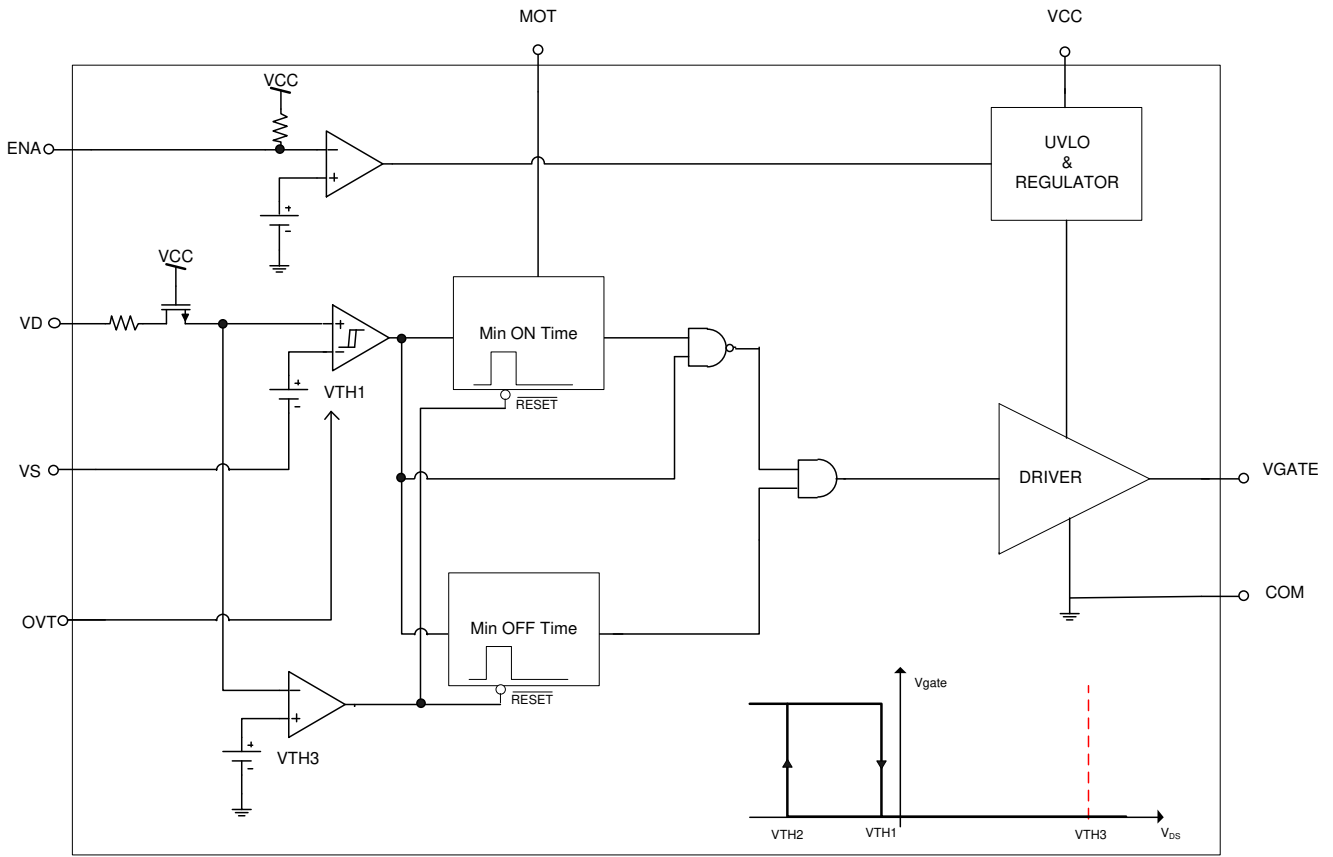 MOT
VCC
VCC
ENA
UVLO
&
REGULATOR
VCC
VD
Min ON Time
RESET
VTH1
VS
DRIVER
VGATE
COM
OVT
Min OFF Time
RESET
VTH3
Vgate
VTH2
VTH1
VTH3
VDS
+
-
+
-
+
-